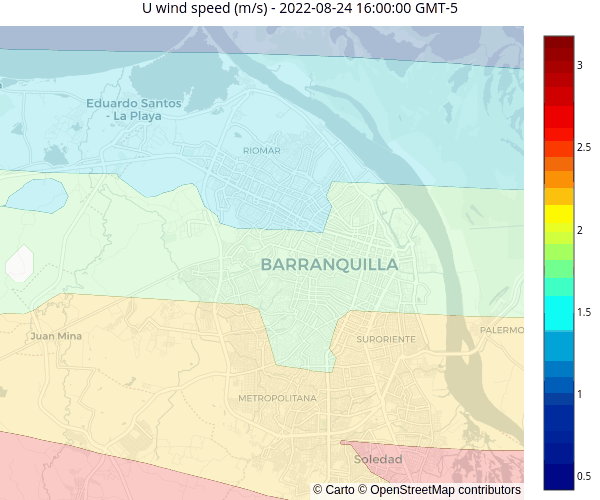 U wind speed (m/s) - 2022-08-24 16:00:00 GMT-5
3
Eduardo Santos
- La Playa
2.5
RIOMAR
2
BARRANQUILLA
1.5
Juan Mina
SURORIENTE
PALERMO
1
METROPOLITANA
Soledad
0.5
© Carto © OpenStreetMap contributors